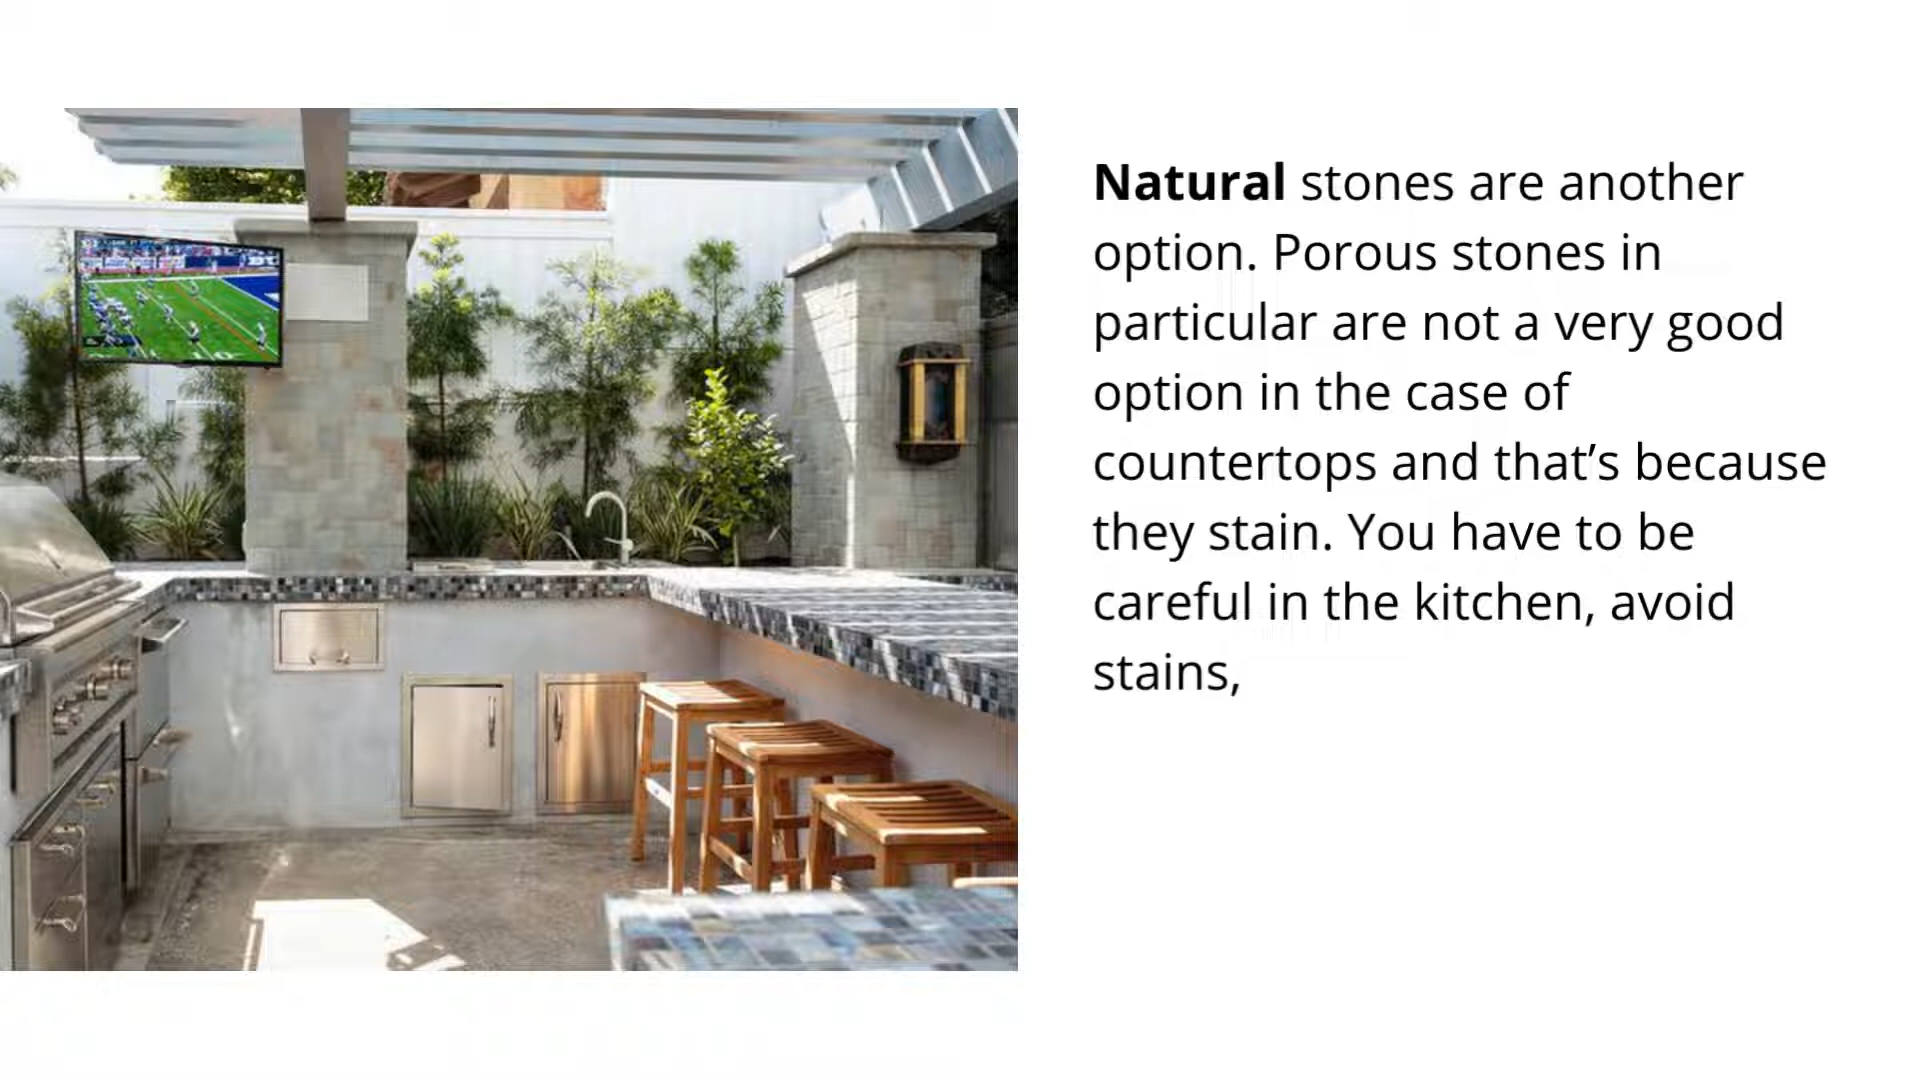 Natural stones are another
option. Porous stones in
particular are not a very good
option in the case of
countertops and that’s because
they stain. You have to be
careful in the kitchen, avoid
stains,